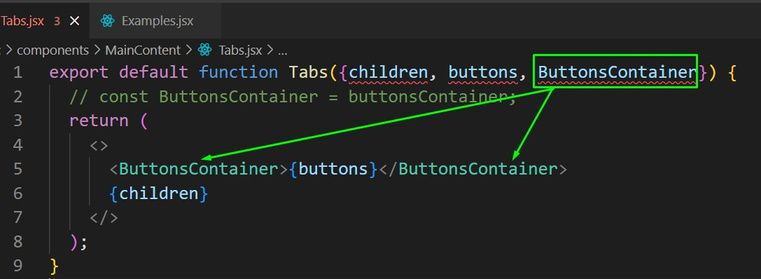 Tabs.jsx 3 × Examples.jsx
> components > MainContent > Tabs.jsx > ...
1 export default function Tabs({children, buttons, ButtonsContainer}) {
2 // const ButtonsContainer = buttonsContainer;
3 return (
4 <>
5 <ButtonsContainer>{buttons}</ButtonsContainer>
6 {children}
7 </>
8 );
9 }